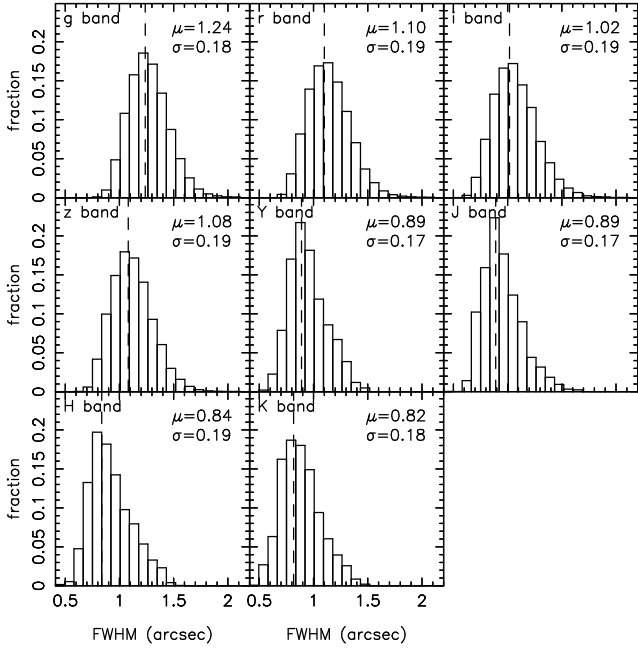 g band
μ=1.24
σ=0.18
r band
μ=1.10
σ=0.19
i band
μ=1.02
σ=0.19
fraction
0 0.05 0.1 0.15 0.2
z band
μ=1.08
σ=0.19
Y band
μ=0.89
σ=0.17
J band
μ=0.89
σ=0.17
fraction
0 0.05 0.1 0.15 0.2
H band
μ=0.84
σ=0.19
K band
μ=0.82
σ=0.18
fraction
0 0.05 0.1 0.15 0.2
0.5 1 1.5 2
0.5 1 1.5 2
FWHM (arcsec)
FWHM (arcsec)